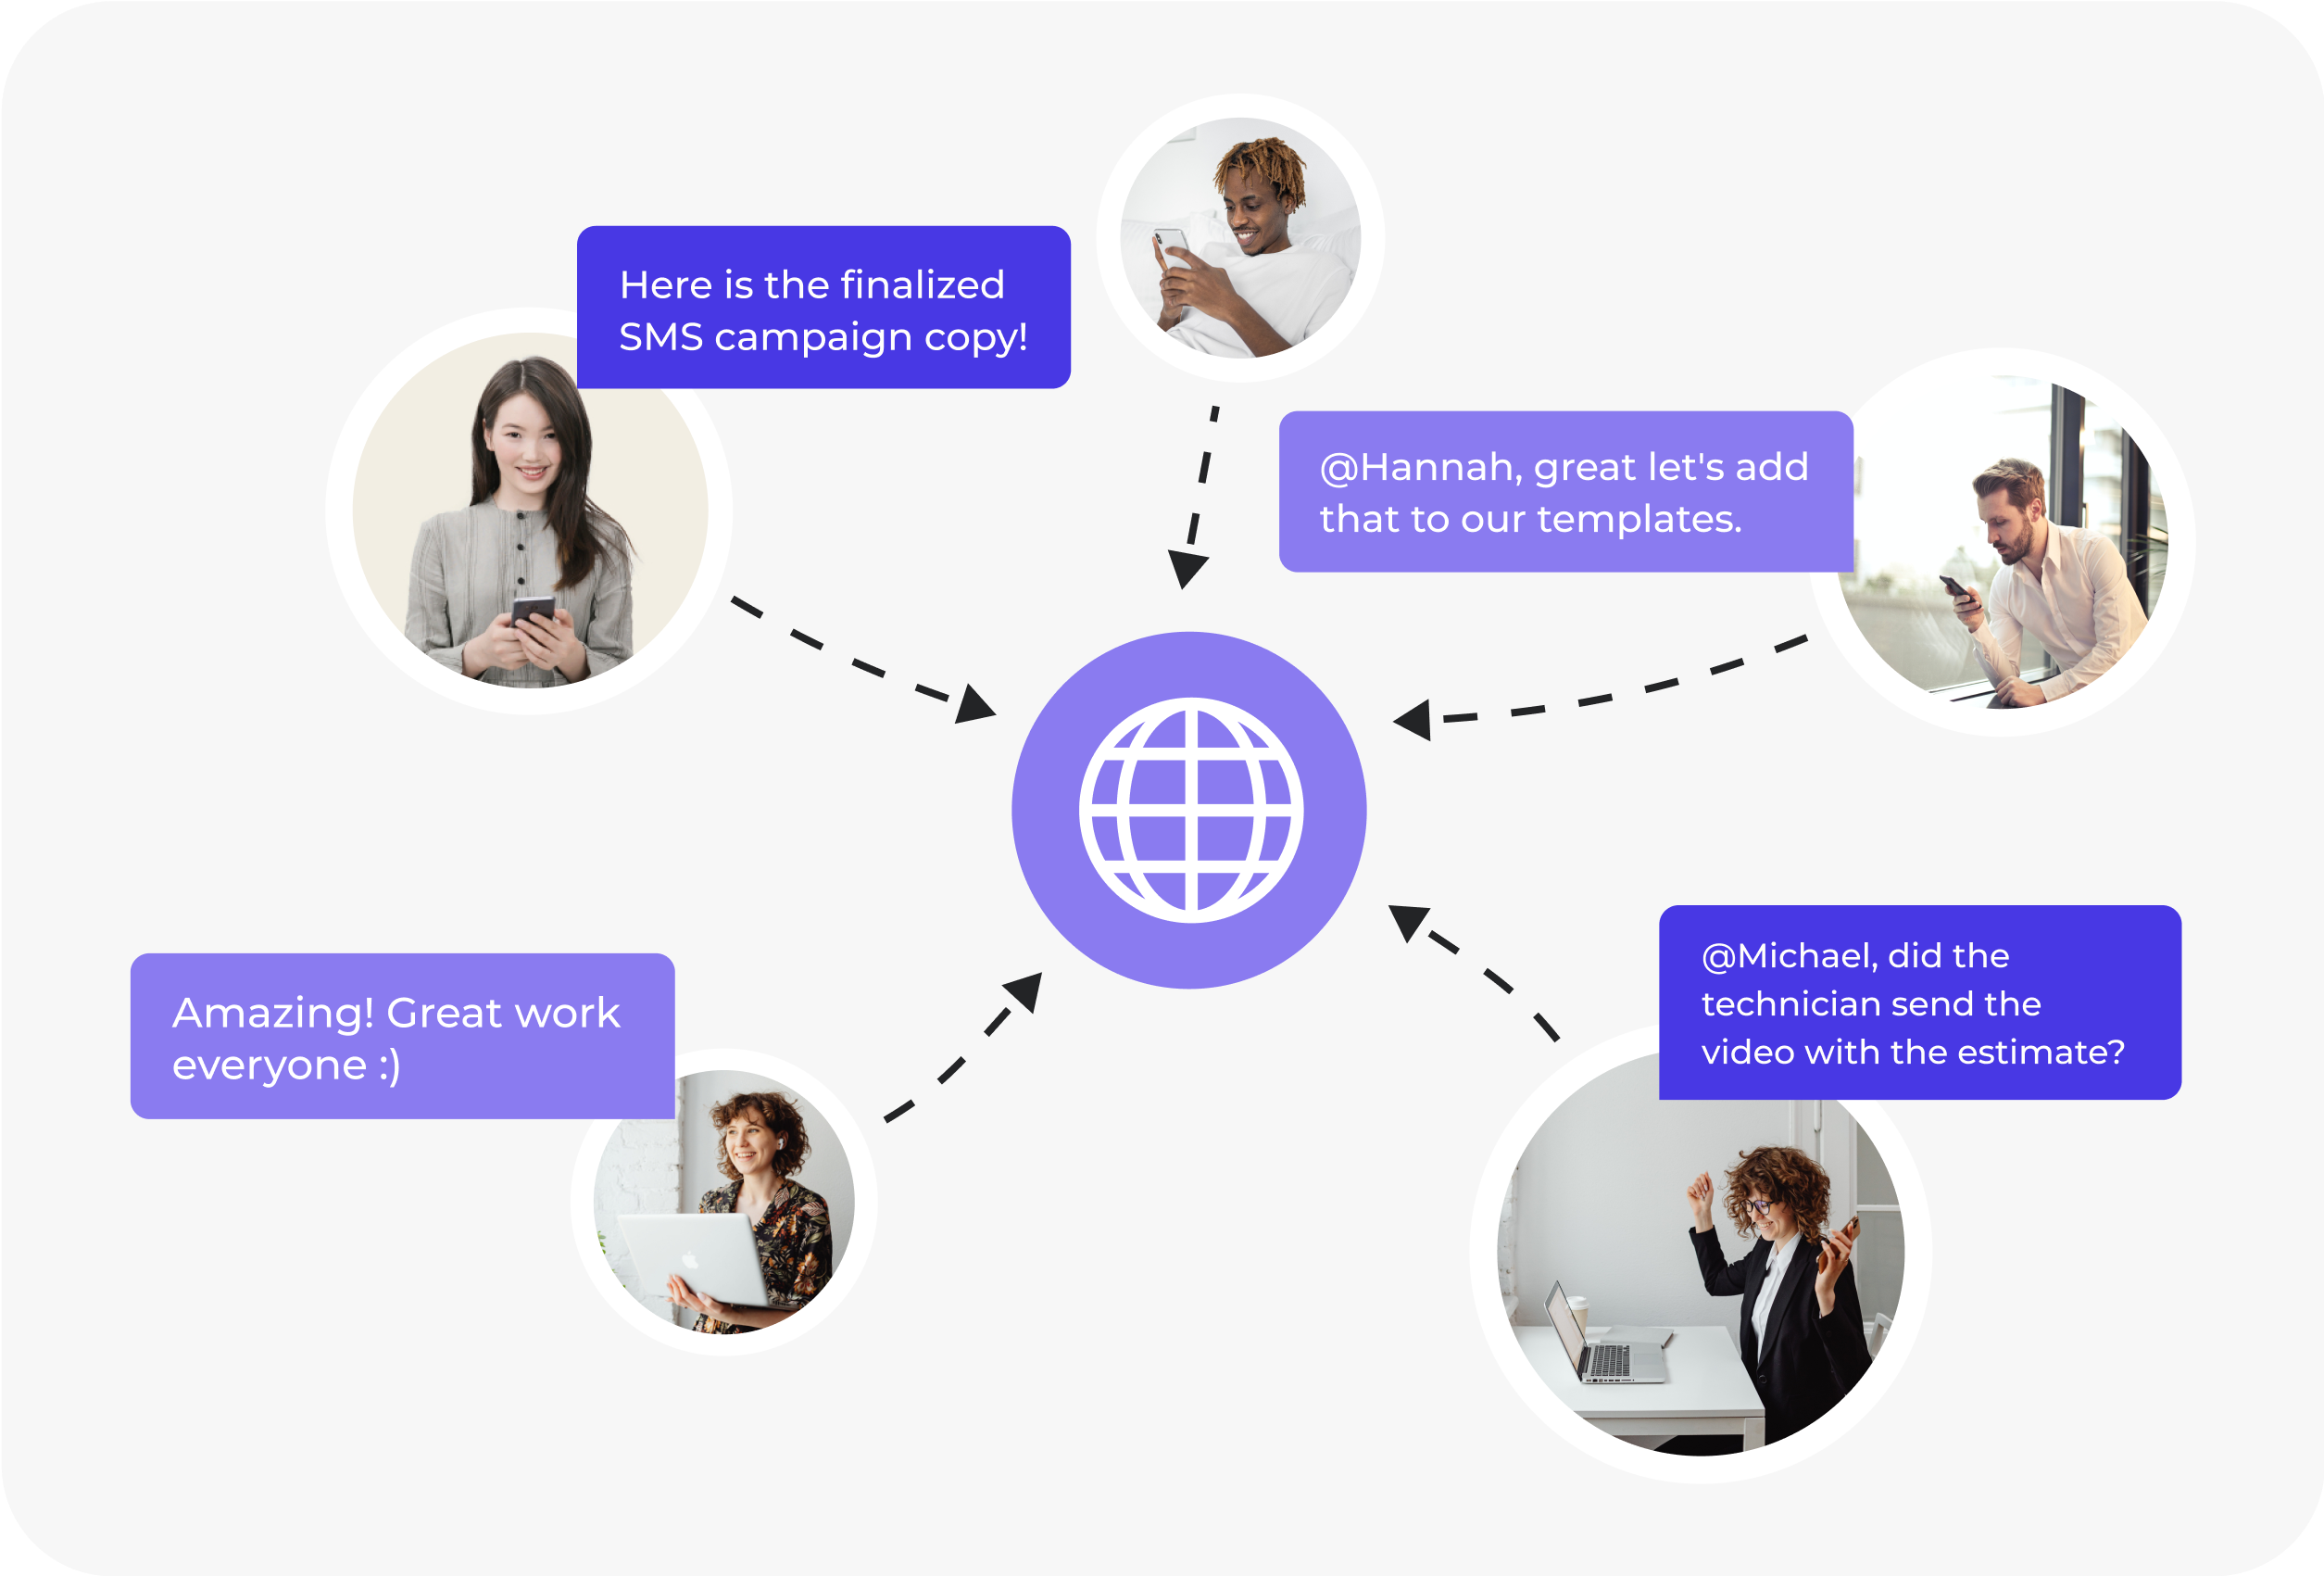 Here is the finalized
SMS campaign copy!
@Hannah, great let's add
that to our templates.
Amazing! Great work
everyone :)
@Michael, did the
technician send the
video with the estimate?